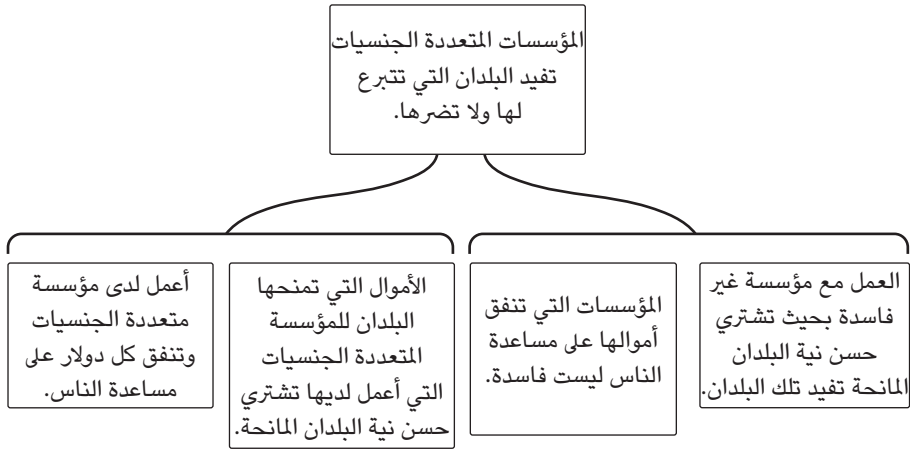 المؤسسات المتعددة الجنسيات
تفيد البلدان التي تتبرع
لها ولا تضرها.
العمل مع مؤسسة غير
فاسدة بحيث تشتري
حسن نية البلدان
المانحة تفيد تلك البلدان.
المؤسسات التي تنفق
أموالها على مساعدة
الناس ليست فاسدة.
الأموال التي تمنحها
البلدان للمؤسسة
المتعددة الجنسيات
التي أعمل لديها تشتري
حسن نية البلدان المانحة.
أعمل لدى مؤسسة
متعددة الجنسيات
وتنفق كل دولار على
مساعدة الناس.